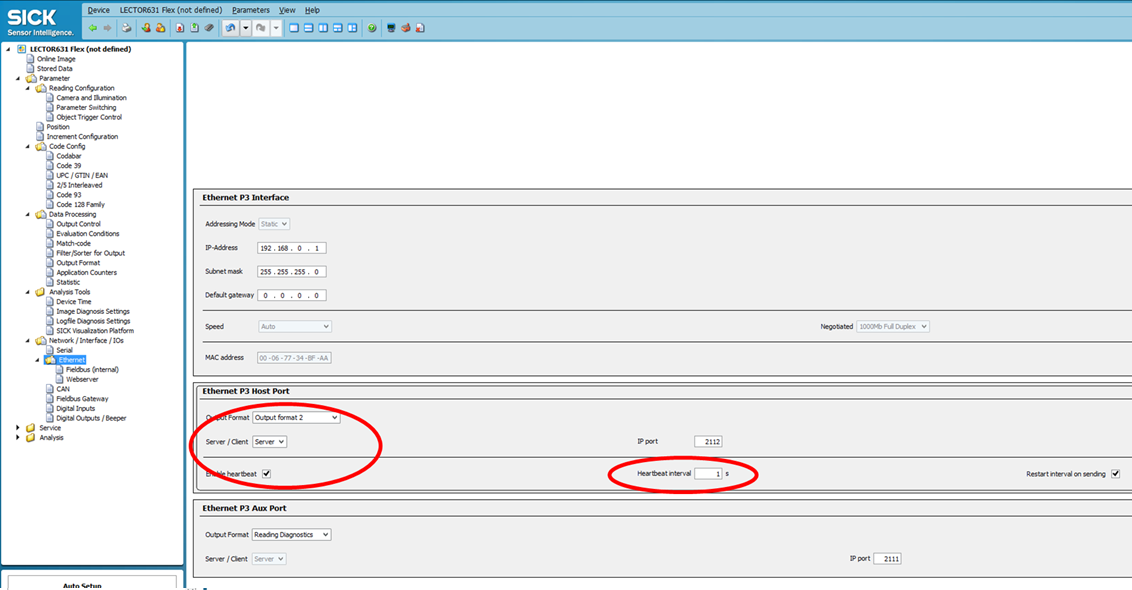 SICK
Sensor Intelligence.
Device LECTOR631 Flex (not defined) Parameters View Help
LECTOR631 Flex (not defined)
Online Image
Stored Data
Parameter
Reading Configuration
Camera and Illumination
Parameter Switching
Object Trigger Control
Position
Increment Configuration
Code Config
Codabar
Code 39
UPC / GTIN / EAN
2/5 Interleaved
Code 93
Code 128 Family
Data Processing
Output Control
Evaluation Conditions
Match-code
Filter/Sorter for Output
Output Format
Application Counters
Statistic
Analysis Tools
Device Time
Image Diagnosis Settings
Logfile Diagnosis Settings
SICK Visualization Platform
Network / Interface / IOs
Serial
Ethernet
Fieldbus (internal)
Webserver
CAN
Fieldbus Gateway
Digital Inputs
Digital Outputs / Beeper
Service
Analysis
Auto Setup
Ethernet P3 Interface
Addressing Mode Static
IP-Address 192 . 168 . 0 . 1
Subnet mask 255 . 255 . 255 . 0
Default gateway 0 . 0 . 0 . 0
Speed Auto Negotiated 1000Mb Full Duplex
MAC address 00 - 06 - 77 - 34 - BF - AA
Ethernet P3 Host Port
Output Format Output format 2
Server / Client Server IP port 2112
Enable heartbeat Heartbeat interval 1 s Restart interval on sending
Ethernet P3 Aux Port
Output Format Reading Diagnostics
Server / Client Server IP port 2111